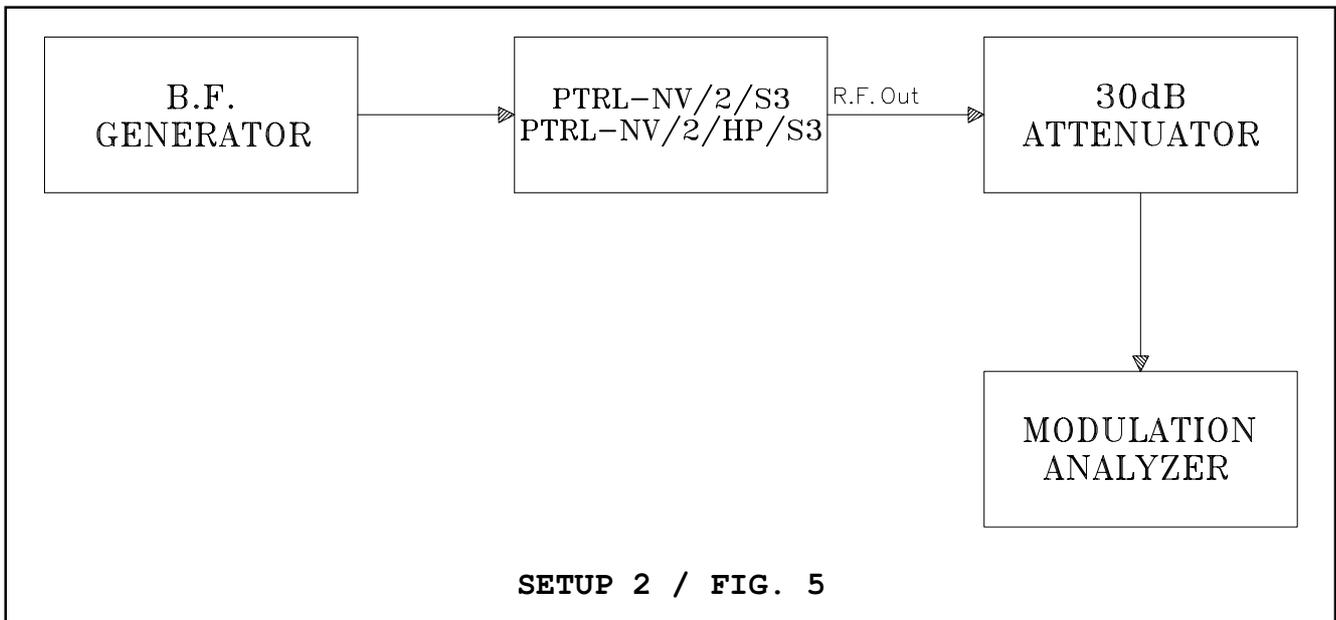 B.F.
GENERATOR
PTRL-NV/2/S3
PTRL-NV/2/HP/S3
R.F. Out
30dB
ATTENUATOR
MODULATION
ANALYZER
SETUP 2 / FIG. 5